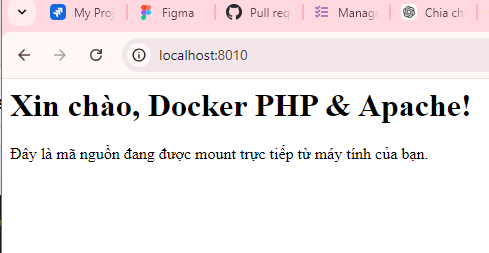 My Proj
Figma
Pull req
Manage
Chia ch
localhost:8010
Xin chào, Docker PHP & Apache!
Đây là mã nguồn đang được mount trực tiếp từ máy tính của bạn.